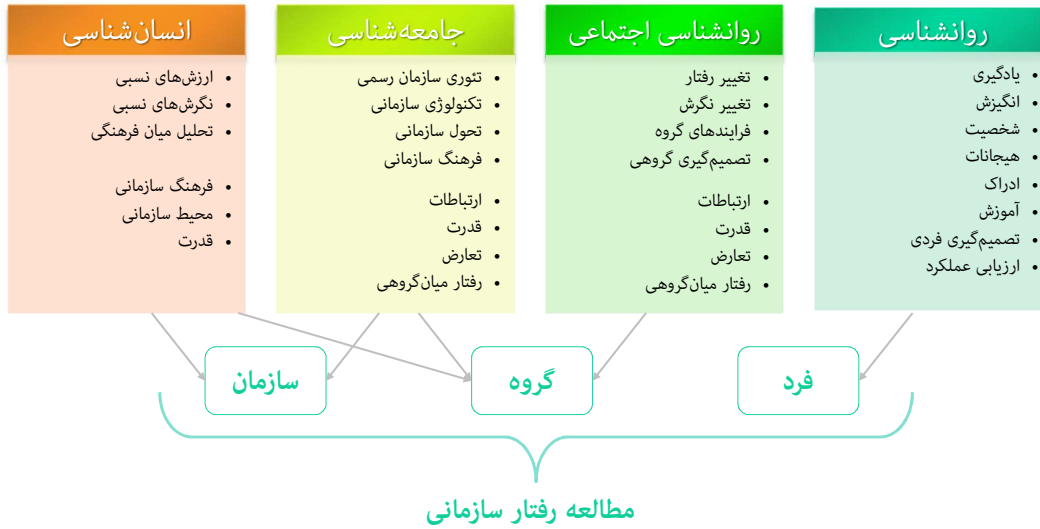 روانشناسی
• یادگیری
• انگیزش
• شخصیت
• هیجانات
• ادراک
• آموزش
• تصمیم‌گیری فردی
• ارزیابی عملکرد
روانشناسی اجتماعی
• تغییر رفتار
• تغییر نگرش
• فرایندهای گروه
• تصمیم‌گیری گروهی
• ارتباطات
• قدرت
• تعارض
• رفتار میان‌گروهی
جامعه‌شناسی
• تئوری سازمان رسمی
• تکنولوژی سازمانی
• تحول سازمانی
• فرهنگ سازمانی
• ارتباطات
• قدرت
• تعارض
• رفتار میان‌گروهی
انسان‌شناسی
• ارزش‌های نسبی
• نگرش‌های نسبی
• تحلیل میان فرهنگی
• فرهنگ سازمانی
• محیط سازمانی
• قدرت
فرد
گروه
سازمان
مطالعه رفتار سازمانی